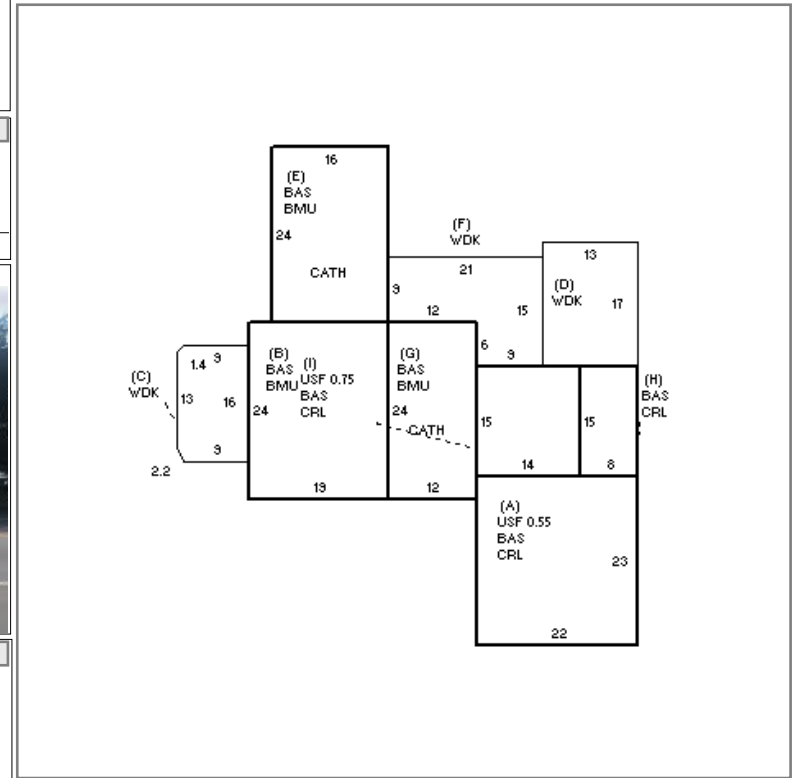 16
(E)
BAS
BMU
24
CATH
(F)
WDK
21
9
12
15
13
(D)
WDK
17
6
9
(C)
WDK
1.4
9
13
16
9
2.2
(B)
BAS
BMU
24
(I)
USF 0.75
BAS
CRL
19
(G)
BAS
BMU
24
CATH
12
15
14
15
8
(H)
BAS
CRL
(A)
USF 0.55
BAS
CRL
23
22